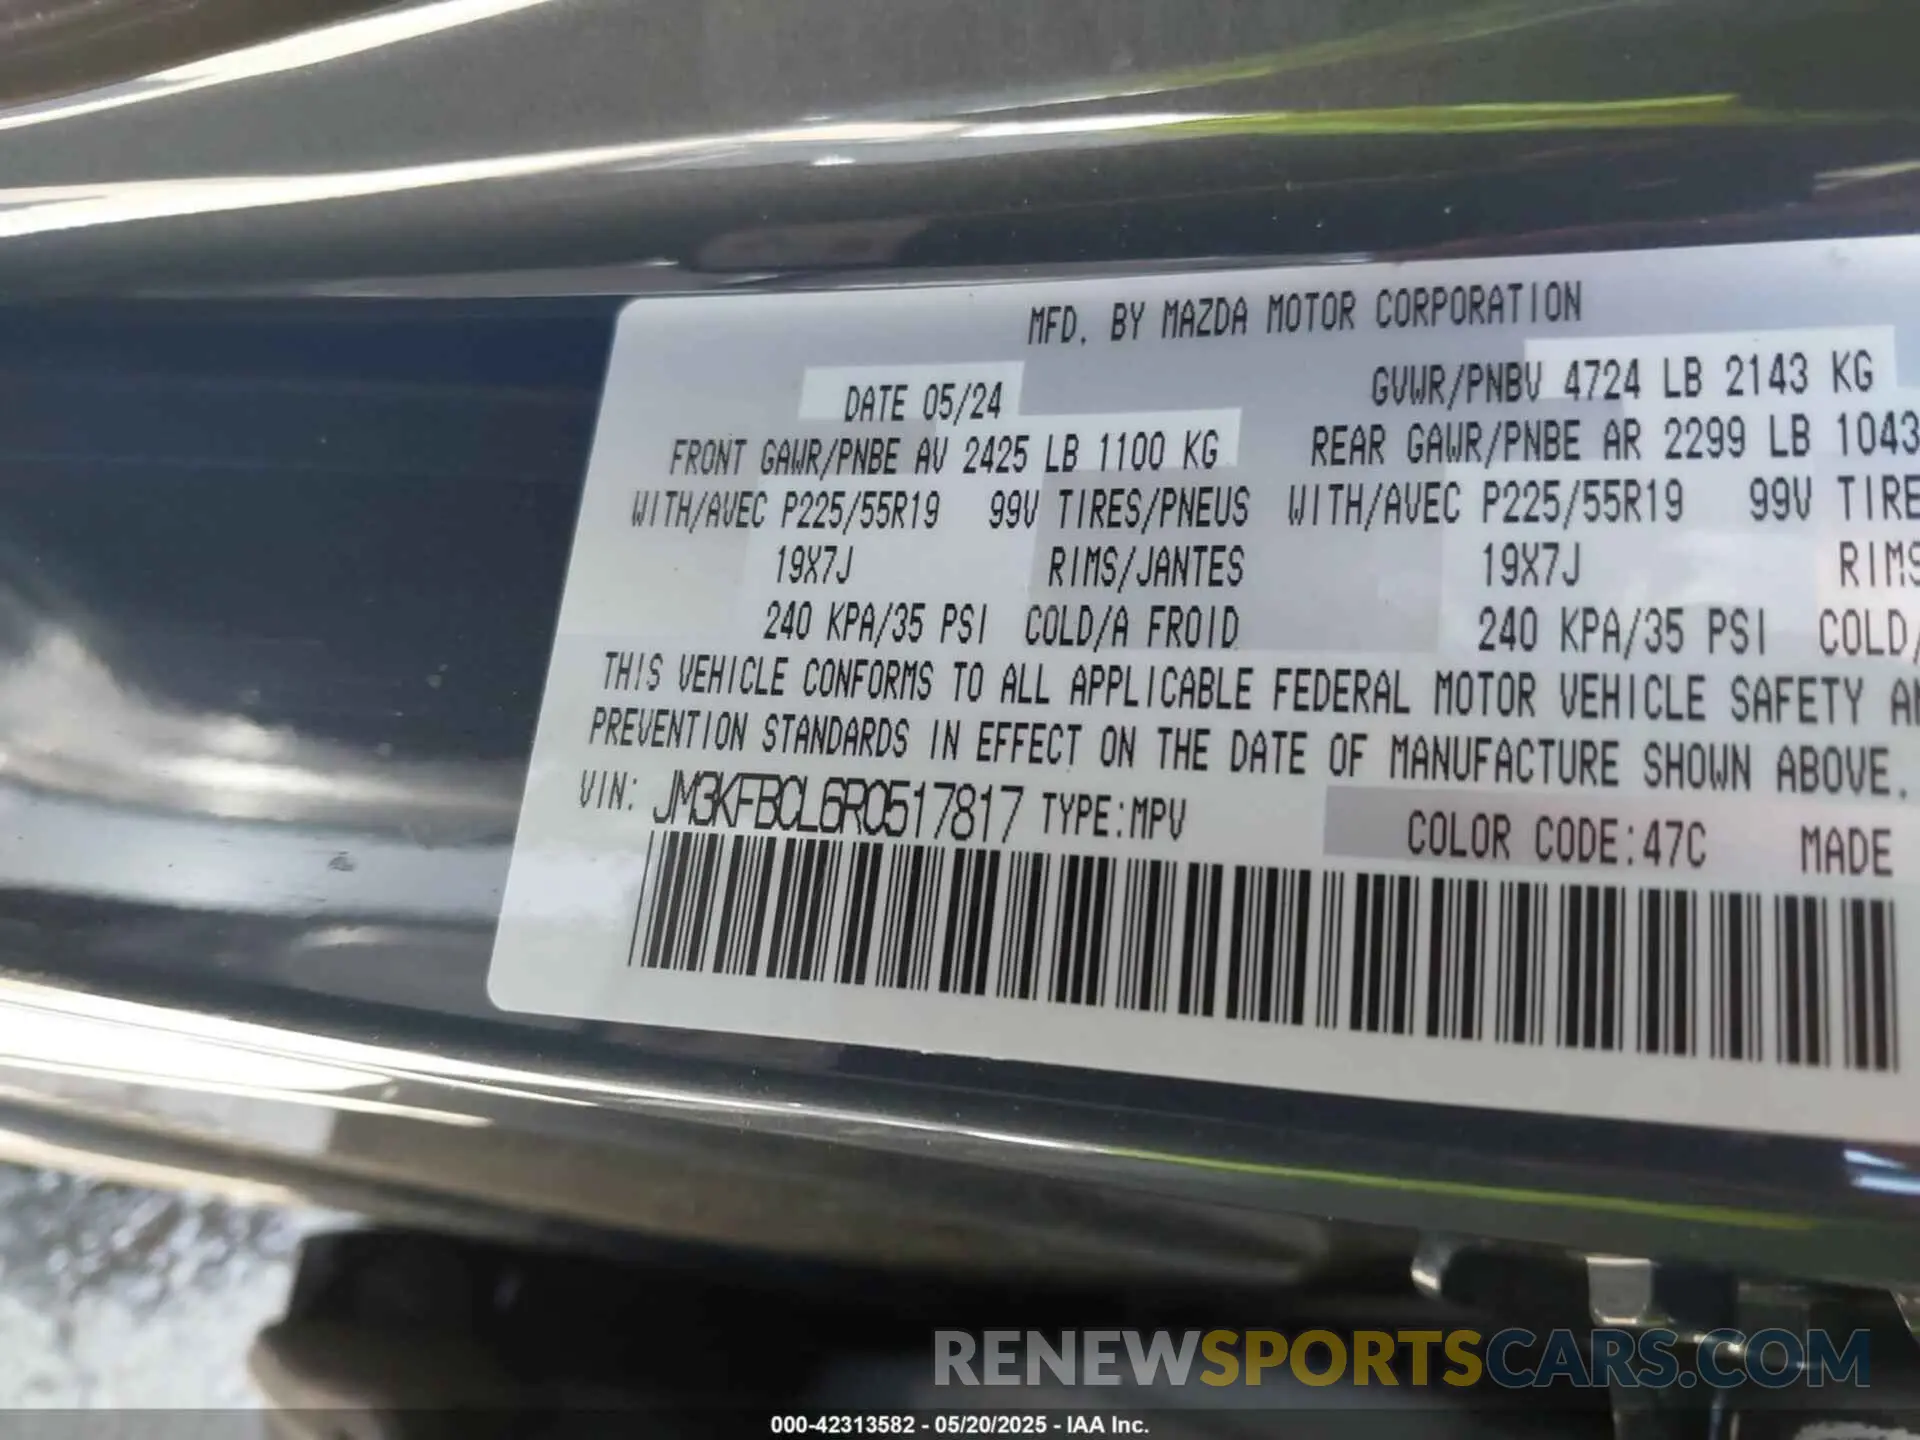 MFD. BY MAZDA MOTOR CORPORATION
DATE 05/24 GVWR/PNBV 4724 LB 2143 KG
FRONT GAWR/PNBE AV 2425 LB 1100 KG REAR GAWR/PNBE AR 2299 LB 1043
WITH/AVEC P225/55R19 99V TIRES/PNEUS WITH/AVEC P225/55R19 99V TIRE
19X7J RIMS/JANTES 19X7J RIMS
240 KPA/35 PSI COLD/A FROID 240 KPA/35 PSI COLD/
THIS VEHICLE CONFORMS TO ALL APPLICABLE FEDERAL MOTOR VEHICLE SAFETY AN
PREVENTION STANDARDS IN EFFECT ON THE DATE OF MANUFACTURE SHOWN ABOVE.
VIN: JM3KFBCL6R0517817 TYPE:MPV COLOR CODE:47C MADE
RENEWSPORTSCARS.COM
000-42313582 - 05/20/2025 - IAA Inc.